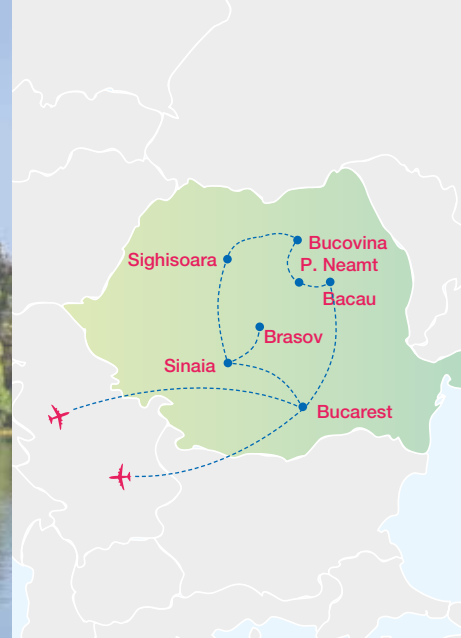 Bucovina
Sighisoara
P. Neamt
Bacau
Brasov
Sinaia
Bucarest